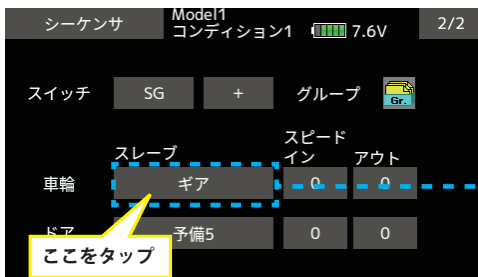 シーケンサ Model1 コンディション1 7.6V 2/2
スイッチ SG + グループ Gr.
スレーブ スピード イン アウト
車輪 ギア 0 0
ドア 予備5 0 0
ここをタップ